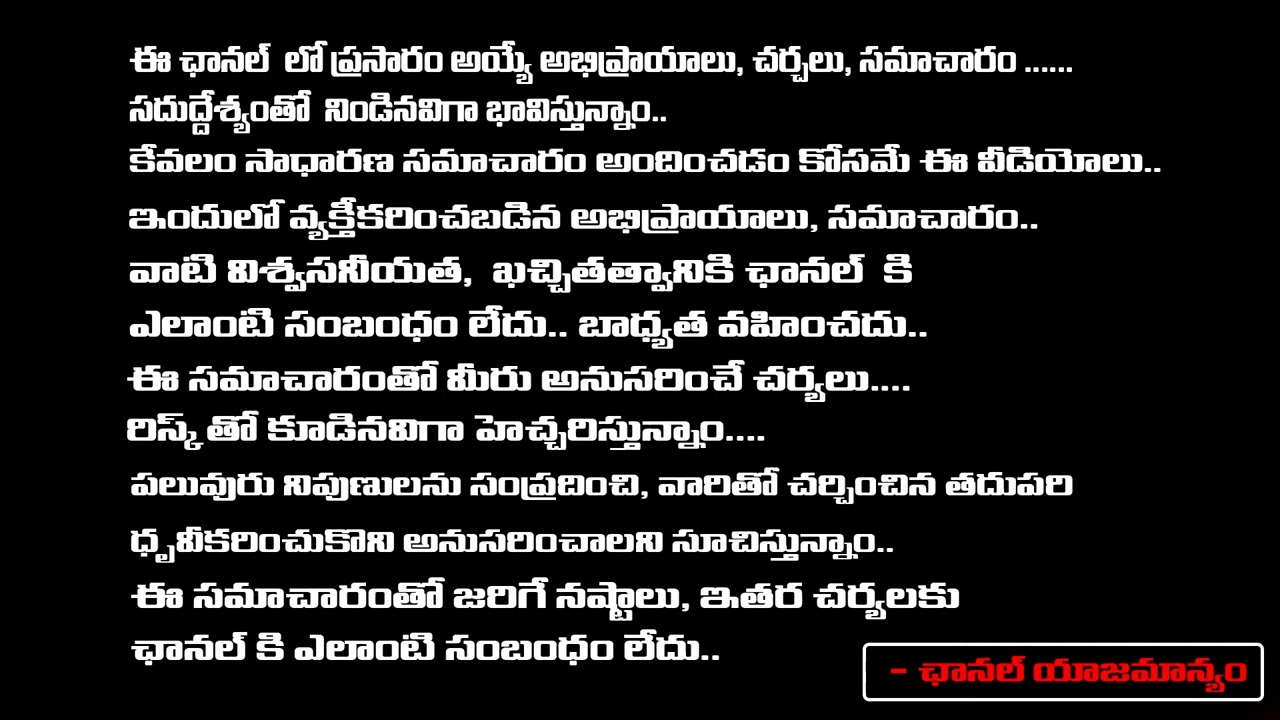 ఈ ఛానల్ లో ప్రసారం అయ్యే అభిప్రాయాలు, చర్చలు, సమాచారం ......
సదుద్దేశ్యంతో నిండినవిగా భావిస్తున్నాం..
కేవలం సాధారణ సమాచారం అందించడం కోసమే ఈ వీడియోలు..
ఇందులో వ్యక్తీకరించబడిన అభిప్రాయాలు, సమాచారం..
వాటి విశ్వసనీయత, ఖచ్చితత్వానికి ఛానల్ కి
ఎలాంటి సంబంధం లేదు.. బాధ్యత వహించదు..
ఈ సమాచారంతో మీరు అనుసరించే చర్యలు....
రిస్క్ తో కూడినవిగా హెచ్చరిస్తున్నాం....
పలువురు నిపుణులను సంప్రదించి, వారితో చర్చించిన తదుపరి
ధృవీకరించుకొని అనుసరించాలని సూచిస్తున్నాం..
ఈ సమాచారంతో జరిగే నష్టాలు, ఇతర చర్యలకు
ఛానల్ కి ఎలాంటి సంబంధం లేదు..
- ఛానల్ యాజమాన్యం